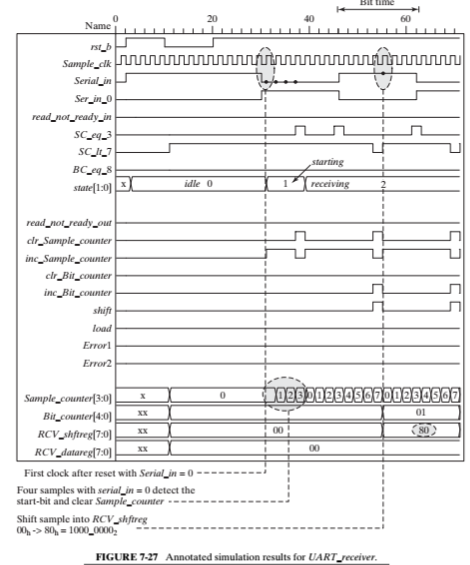 Bit time
0 20 40 60
Name
rst_b
Sample_clk
Serial_in
Ser_in_0
read_not_ready_in
SC_eq_3
SC_lt_7
BC_eq_8
starting
state[1:0] x idle 0 1 receiving 2
read_not_ready_out
clr_Sample_counter
inc_Sample_counter
clr_Bit_counter
inc_Bit_counter
shift
load
Error1
Error2
Sample_counter[3:0] x 0 1 2 3 0 1 2 3 4 5 6 7 0 1 2 3 4 5 6 7
Bit_counter[4:0] xx 01
RCV_shftreg[7:0] xx 00 80
RCV_datareg[7:0] xx 00
First clock after reset with Serial_in = 0
Four samples with serial_in = 0 detect the
start-bit and clear Sample_counter
Shift sample into RCV_shftreg
00h -> 80h = 1000_0000₂
FIGURE 7-27 Annotated simulation results for UART_receiver.